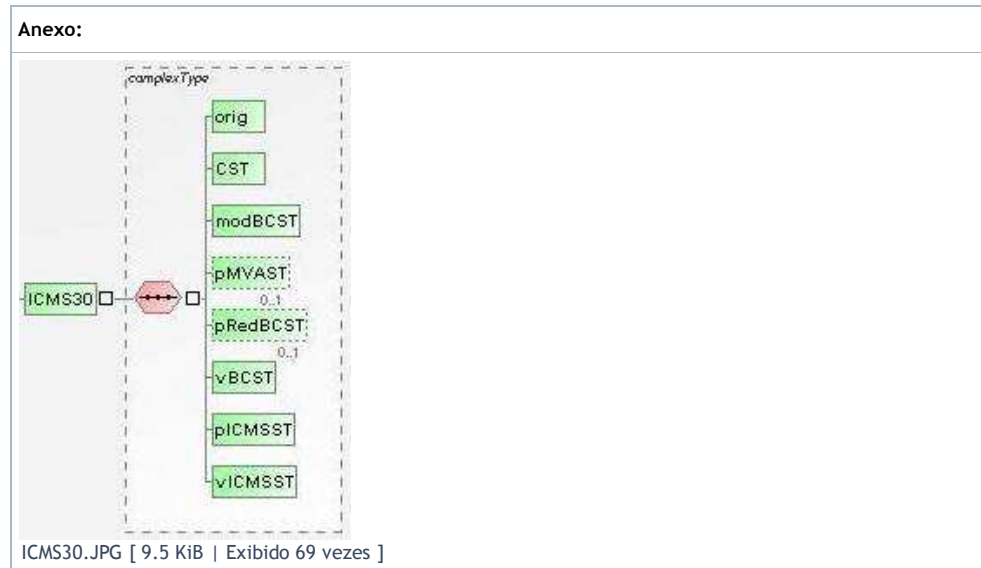 Anexo:
complexType
orig
CST
modBCST
pMVAST
0..1
ICMS30
pRedBCST
0..1
vBCST
pICMSST
vICMSST
ICMS30.JPG [ 9.5 KiB | Exibido 69 vezes ]